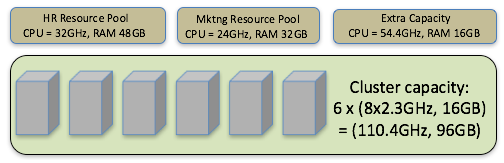 HR Resource Pool
CPU = 32GHz, RAM 48GB
Mktng Resource Pool
CPU = 24GHz, RAM 32GB
Extra Capacity
CPU = 54.4GHz, RAM 16GB
Cluster capacity:
6 x (8x2.3GHz, 16GB)
= (110.4GHz, 96GB)